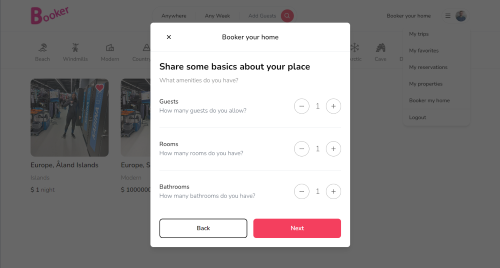 Booker
Anywhere
Any Week
Add Guests
Booker your home
My trips
My favorites
My reservations
My properties
Booker my home
Logout
Beach
Windmills
Modern
Cave
Europe, Åland Islands
Islands
$ 1 night
Europe, S
Modern
Booker your home
Share some basics about your place
What amenities do you have?
Guests
How many guests do you allow?
1
Rooms
How many rooms do you have?
1
Bathrooms
How many bathrooms do you have?
1
Back
Next